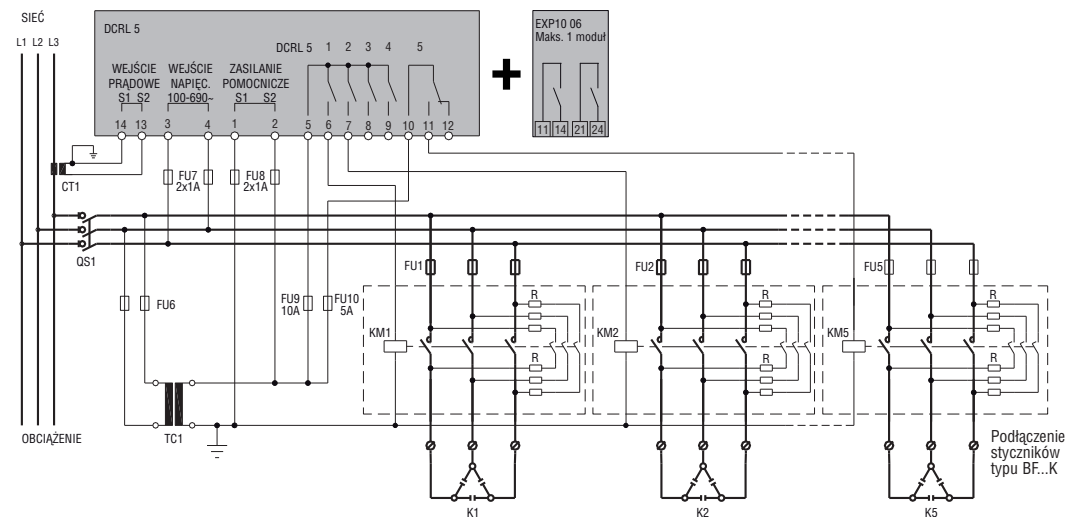 SIEĆ
L1 L2 L3
DCRL 5
DCRL 5 1 2 3 4 5
WEJŚCIE
PRĄDOWE
S1 S2
WEJŚCIE
NAPIĘC.
100-690~
ZASILANIE
POMOCNICZE
S1 S2
14 13 3 4 1 2 5 6 7 8 9 10 11 12
EXP10 06
Maks. 1 moduł
11 14 21 24
CT1
FU7
2x1A
FU8
2x1A
QS1
FU1
FU2
FU5
FU6
FU9
10A
FU10
5A
R
R
R
KM1
KM2
KM5
R
R
R
TC1
OBCIĄŻENIE
Podłączenie
styczników
typu BF...K
K1
K2
K5